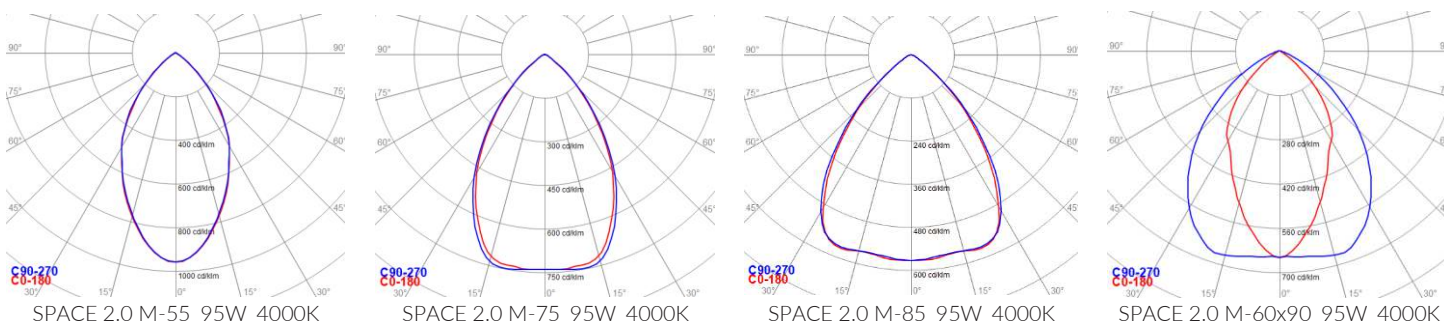 90° 90°
75° 75°
60° 60°
45° 45°
400 cd/klm
600 cd/klm
800 cd/klm
1000 cd/klm
C90-270
C0-180
30° 15° 0° 15° 30°
SPACE 2.0 M-55 95W 4000K
90° 90°
75° 75°
60° 60°
45° 45°
300 cd/klm
450 cd/klm
600 cd/klm
750 cd/klm
C90-270
C0-180
30° 15° 0° 15° 30°
SPACE 2.0 M-75 95W 4000K
90° 90°
75° 75°
60° 60°
45° 45°
240 cd/klm
360 cd/klm
480 cd/klm
600 cd/klm
C90-270
C0-180
30° 15° 0° 15° 30°
SPACE 2.0 M-85 95W 4000K
90° 90°
75° 75°
60° 60°
45° 45°
280 cd/klm
420 cd/klm
560 cd/klm
700 cd/klm
C90-270
C0-180
30° 15° 0° 15° 30°
SPACE 2.0 M-60x90 95W 4000K